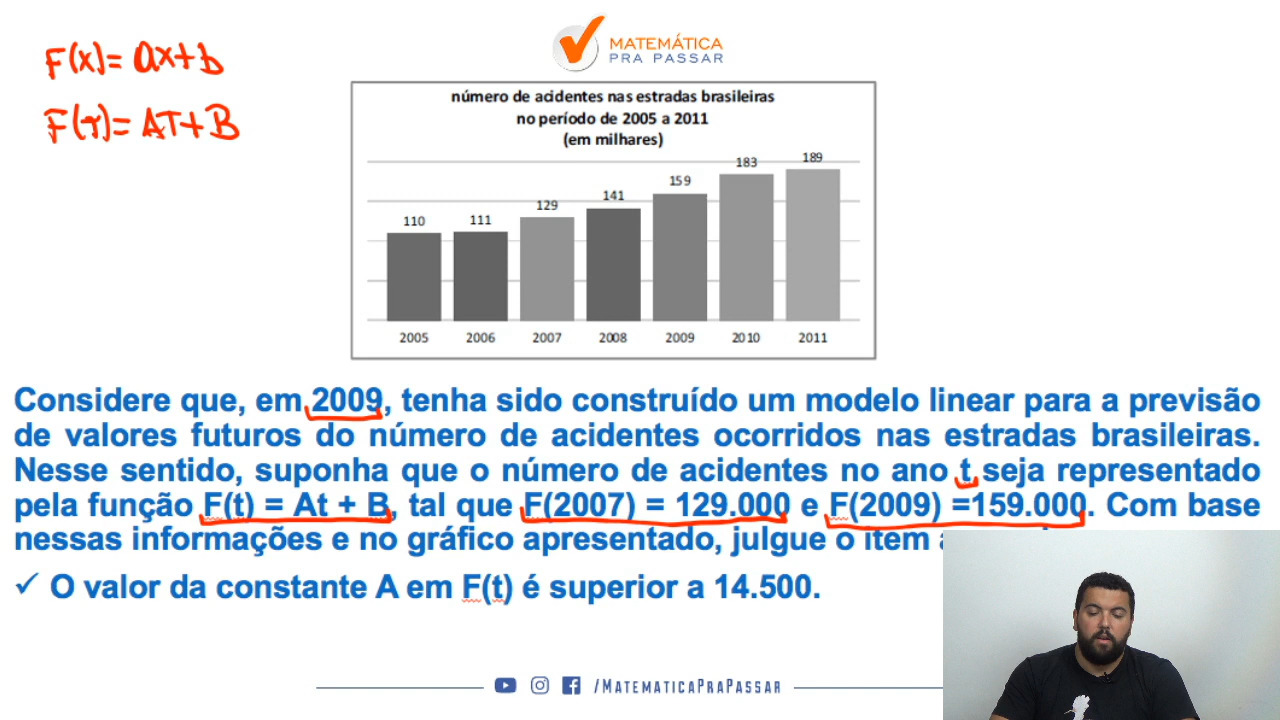 F(x)= ax+b
F(T)= AT+B
MATEMÁTICA
PRA PASSAR
número de acidentes nas estradas brasileiras
no período de 2005 a 2011
(em milhares)
110 111 129 141 159 183 189
2005 2006 2007 2008 2009 2010 2011
Considere que, em 2009, tenha sido construído um modelo linear para a previsão
de valores futuros do número de acidentes ocorridos nas estradas brasileiras.
Nesse sentido, suponha que o número de acidentes no ano t seja representado
pela função F(t) = At + B, tal que F(2007) = 129.000 e F(2009) =159.000. Com base
nessas informações e no gráfico apresentado, julgue o item a
✓ O valor da constante A em F(t) é superior a 14.500.
/MatematicaPraPassar